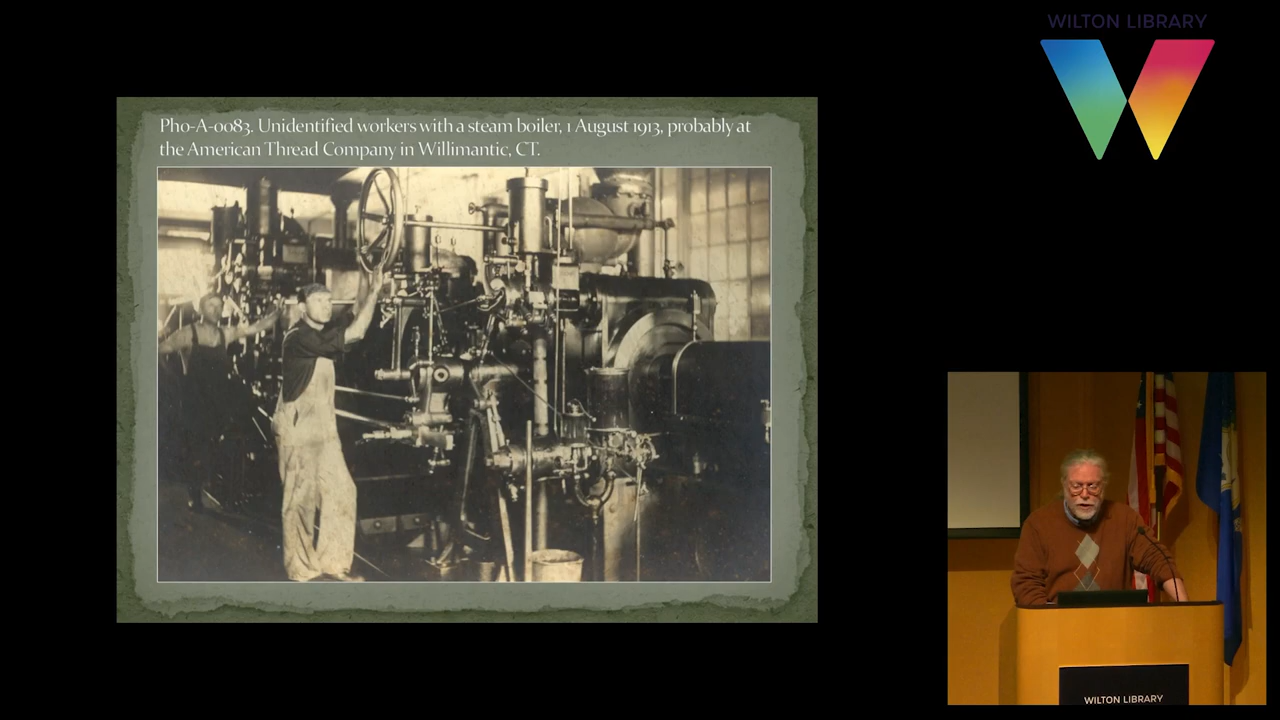 WILTON LIBRARY
Pho-A-0083. Unidentified workers with a steam boiler, 1 August 1913, probably at
the American Thread Company in Willimantic, CT.
WILTON LIBRARY